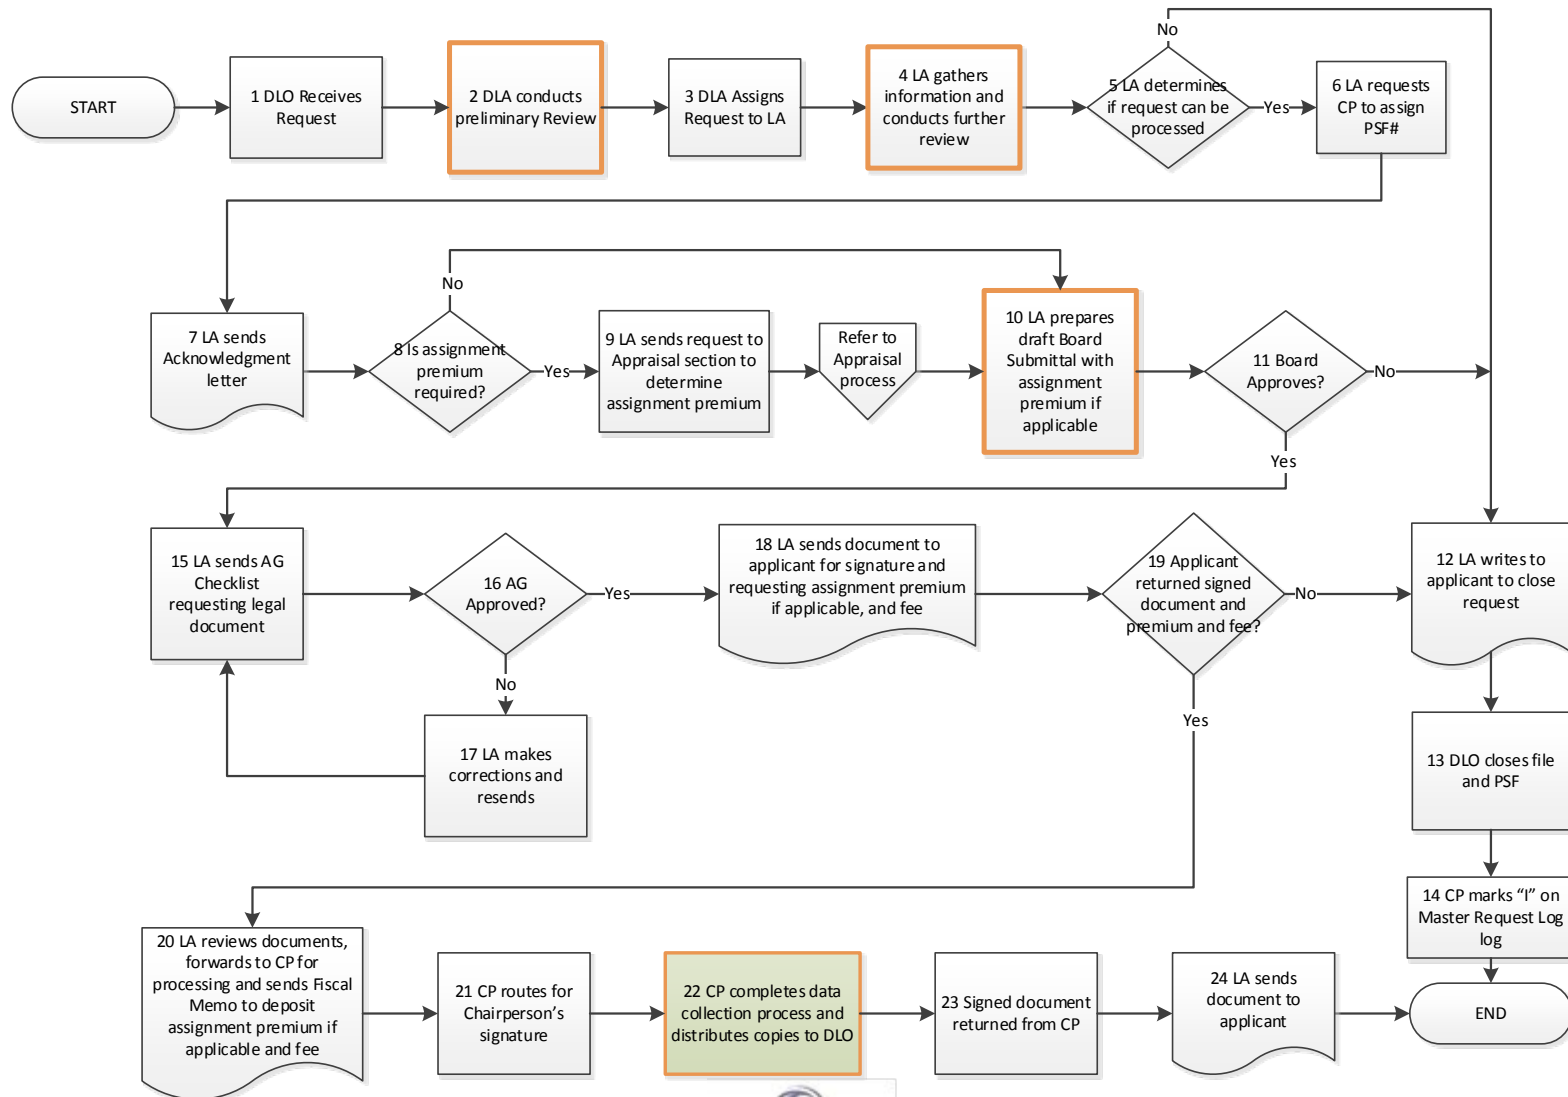 START
1 DLO Receives
Request
2 DLA conducts
preliminary Review
3 DLA Assigns
Request to LA
4 LA gathers
information and
conducts further
review
No
5 LA determines
if request can be
processed
Yes
6 LA requests
CP to assign
PSF#
7 LA sends
Acknowledgment
letter
No
8 Is assignment
premium
required?
Yes
9 LA sends request to
Appraisal section to
determine
assignment premium
Refer to
Appraisal
process
10 LA prepares
draft Board
Submittal with
assignment
premium if
applicable
11 Board
Approves?
No
Yes
15 LA sends AG
Checklist
requesting legal
document
16 AG
Approved?
Yes
No
17 LA makes
corrections and
resends
18 LA sends document to
applicant for signature and
requesting assignment premium
if applicable, and fee
19 Applicant
returned signed
document and
premium and fee?
No
Yes
12 LA writes to
applicant to close
request
13 DLO closes file
and PSF
14 CP marks “I” on
Master Request Log
log
20 LA reviews documents,
forwards to CP for
processing and sends Fiscal
Memo to deposit
assignment premium if
applicable and fee
21 CP routes for
Chairperson’s
signature
22 CP completes data
collection process and
distributes copies to DLO
23 Signed document
returned from CP
24 LA sends
document to
applicant
END